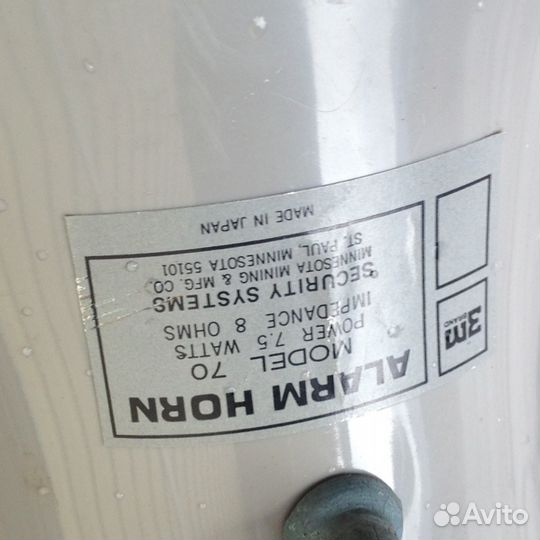 3M
BRAND
ALARM HORN
MODEL 70
POWER 7.5 WATTS
IMPEDANCE 8 OHMS
SECURITY SYSTEMS
MINNESOTA MINING & MFG. CO.
ST. PAUL, MINNESOTA 55101
MADE IN JAPAN
Avito